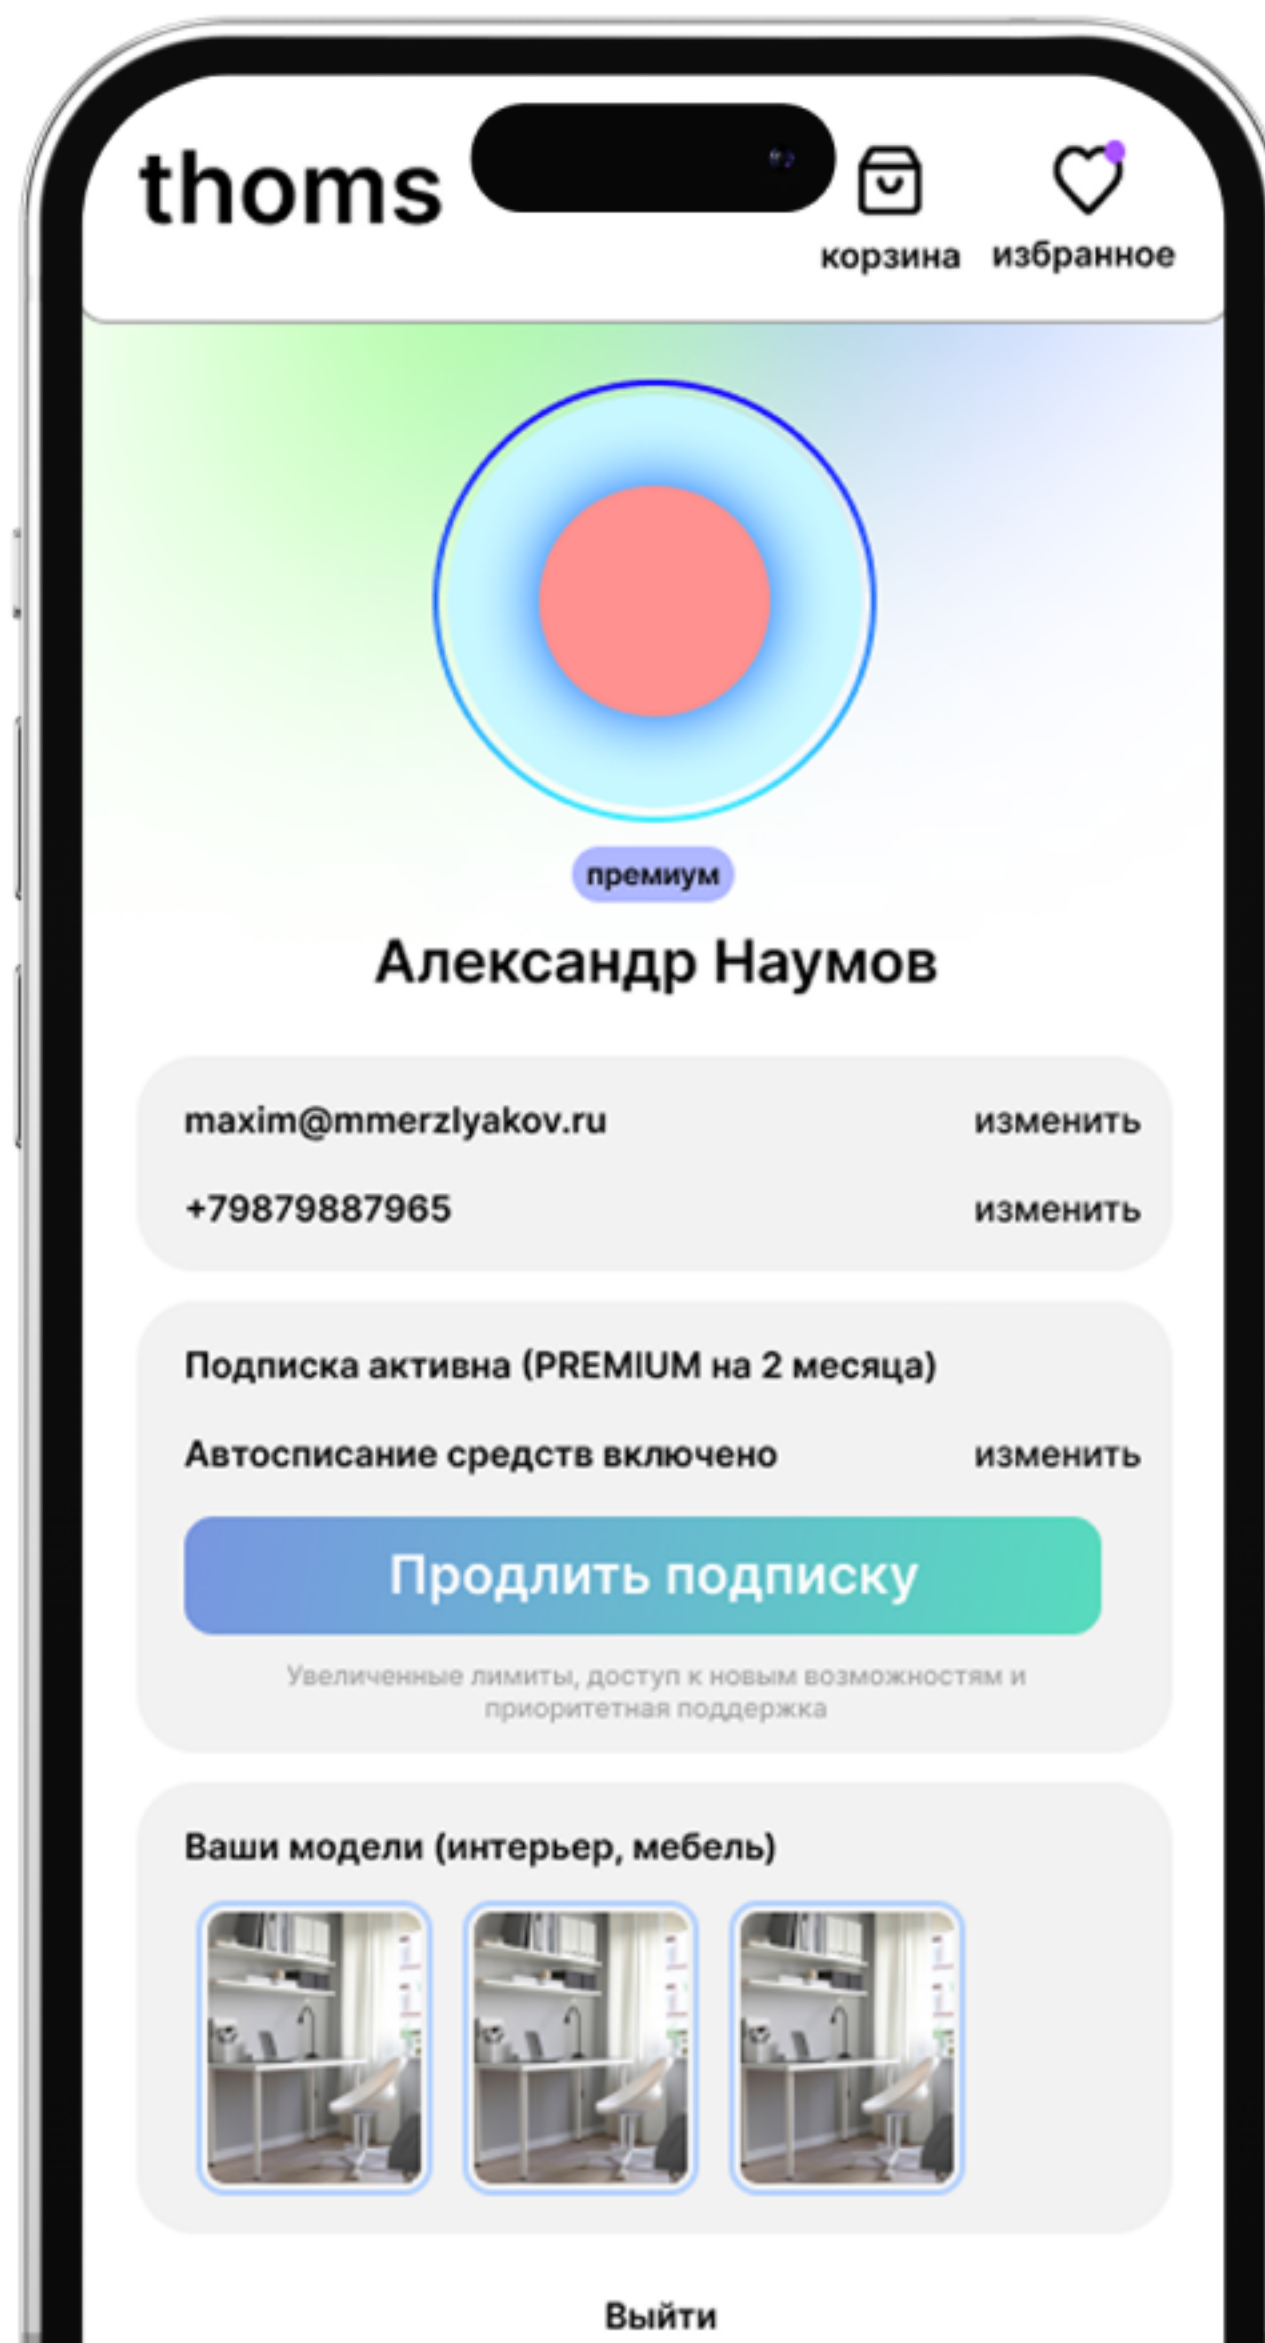 thoms
корзина
избранное
премиум
Александр Наумов
maxim@mmerzlyakov.ru
изменить
+79879887965
изменить
Подписка активна (PREMIUM на 2 месяца)
Автосписание средств включено
изменить
Продлить подписку
Увеличенные лимиты, доступ к новым возможностям и
приоритетная поддержка
Ваши модели (интерьер, мебель)
Выйти